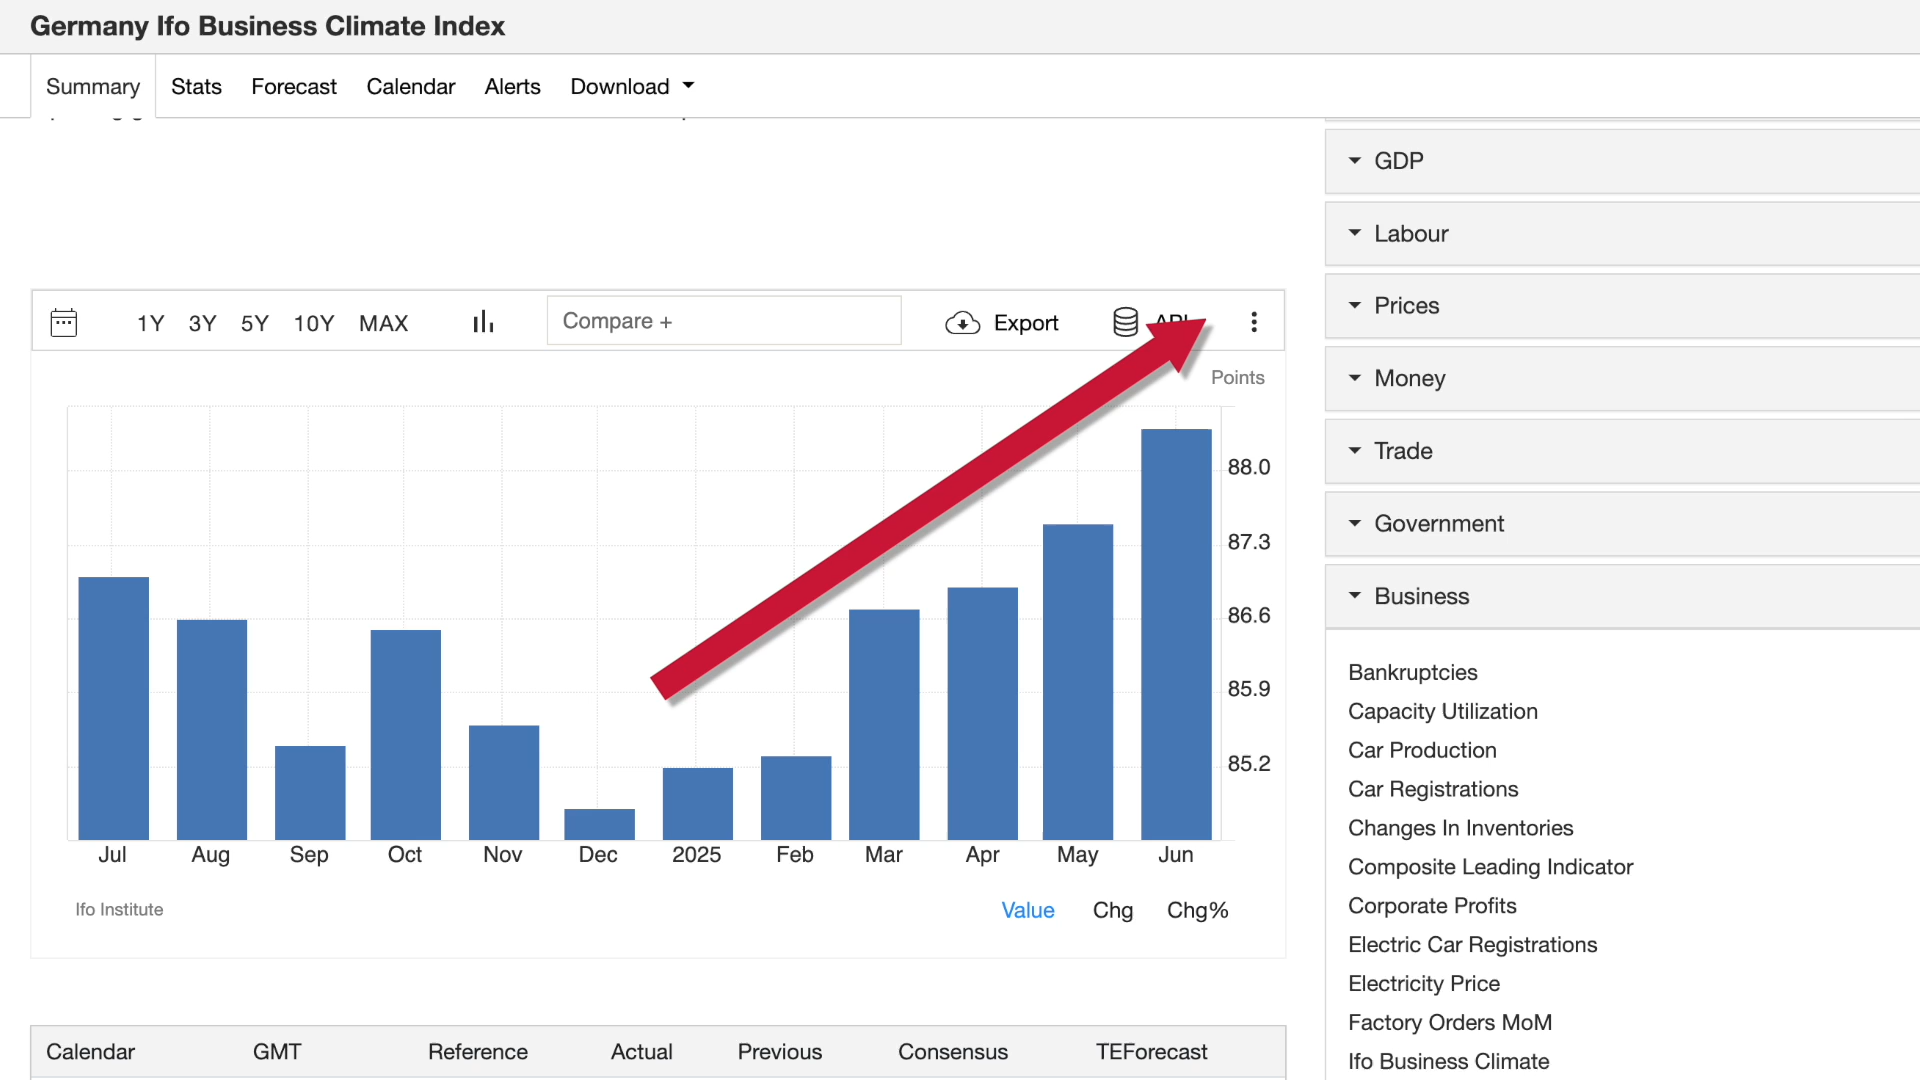 Germany Ifo Business Climate Index
Summary Stats Forecast Calendar Alerts Download
1Y 3Y 5Y 10Y MAX Compare + Export
Points
88.0
87.3
86.6
85.9
85.2
Jul Aug Sep Oct Nov Dec 2025 Feb Mar Apr May Jun
Ifo Institute
Value Chg Chg%
Calendar GMT Reference Actual Previous Consensus TEForecast
GDP
Labour
Prices
Money
Trade
Government
Business
Bankruptcies
Capacity Utilization
Car Production
Car Registrations
Changes In Inventories
Composite Leading Indicator
Corporate Profits
Electric Car Registrations
Electricity Price
Factory Orders MoM
Ifo Business Climate